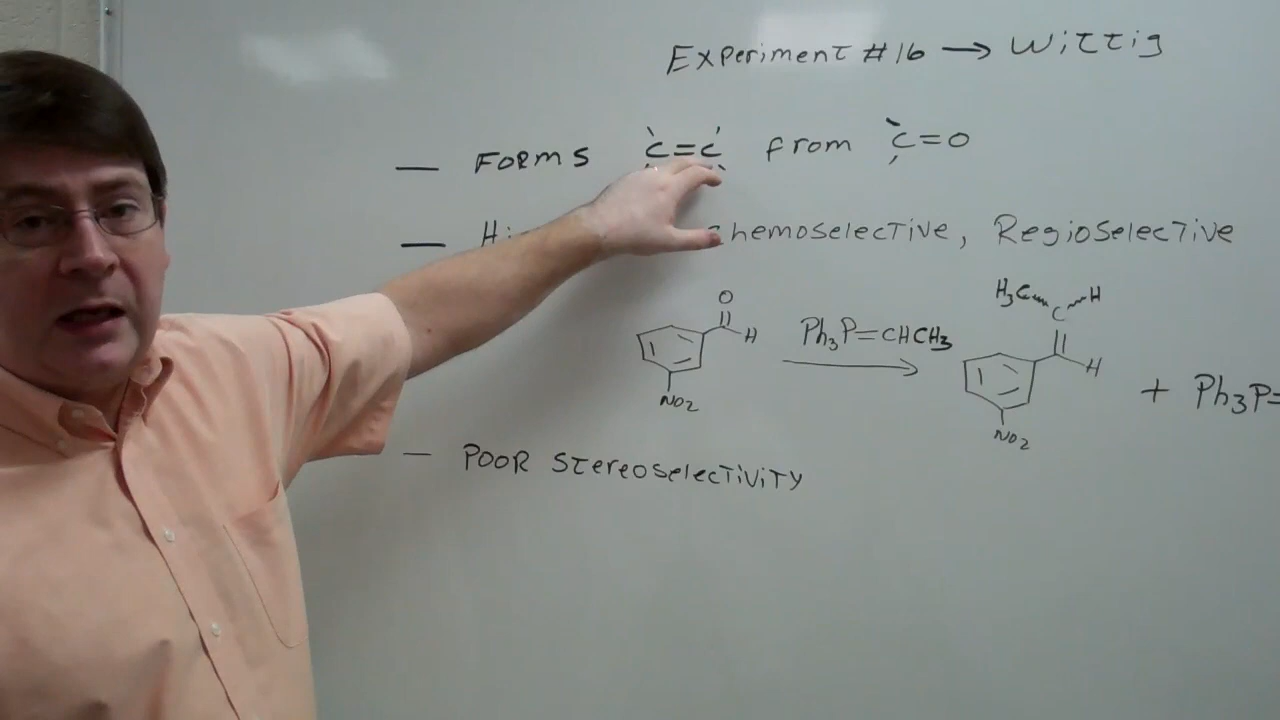 Experiment #16 → Wittig
— Forms C=C from C=O
— chemoselective, Regioselective
O
H
NO2
Ph3P=CHCH3
H3C H
C
H
NO2
+ Ph3P=
— Poor Stereoselectivity